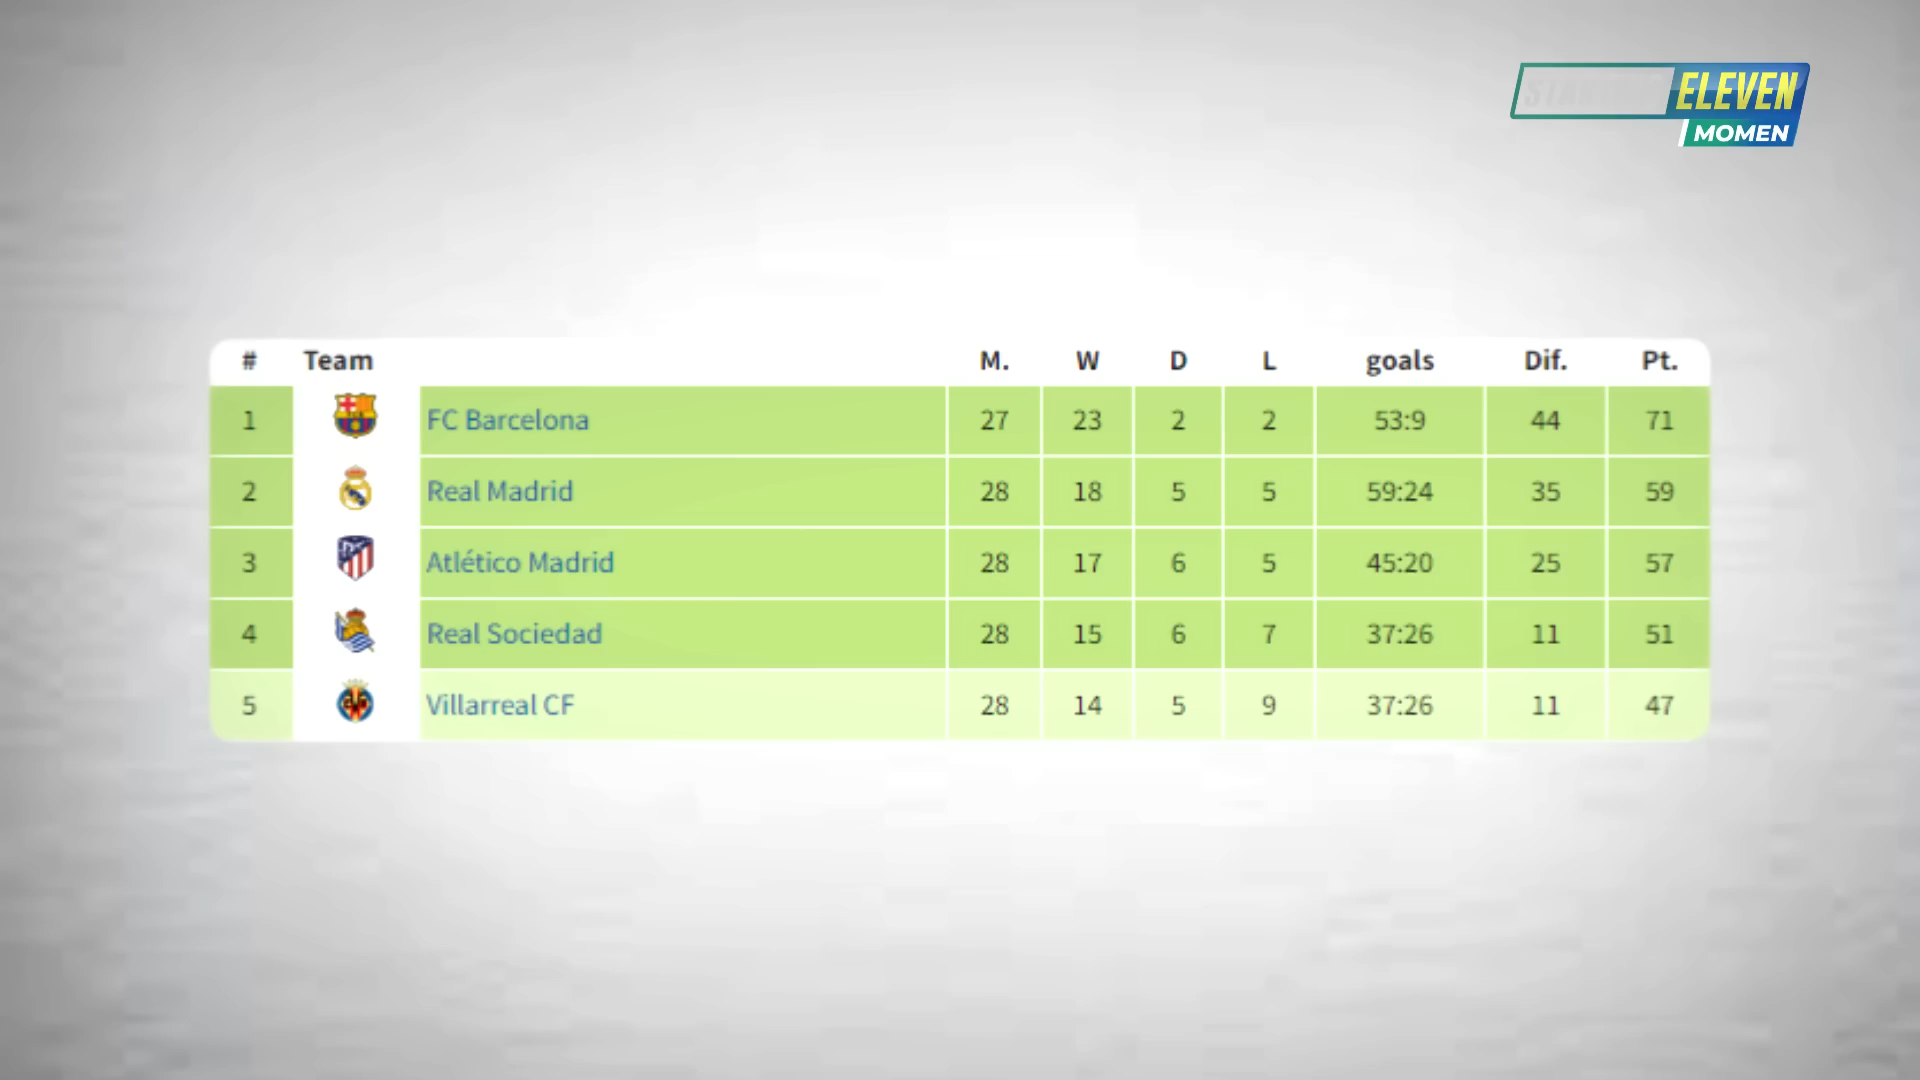 ELEVEN
MOMEN
# Team M. W D L goals Dif. Pt.
1 FC Barcelona 27 23 2 2 53:9 44 71
2 Real Madrid 28 18 5 5 59:24 35 59
3 Atlético Madrid 28 17 6 5 45:20 25 57
4 Real Sociedad 28 15 6 7 37:26 11 51
5 Villarreal CF 28 14 5 9 37:26 11 47